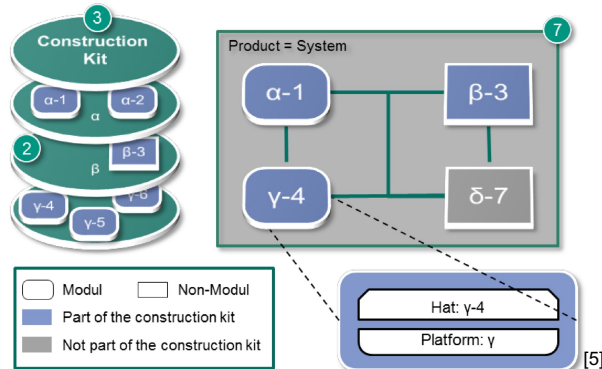 3
Construction
Kit
α-1
α-2
α
2
β-3
β
γ-4
γ-6
γ-5
7
Product = System
α-1
β-3
γ-4
δ-7
Modul
Non-Modul
Part of the construction kit
Not part of the construction kit
Hat: γ-4
Platform: γ
[5]